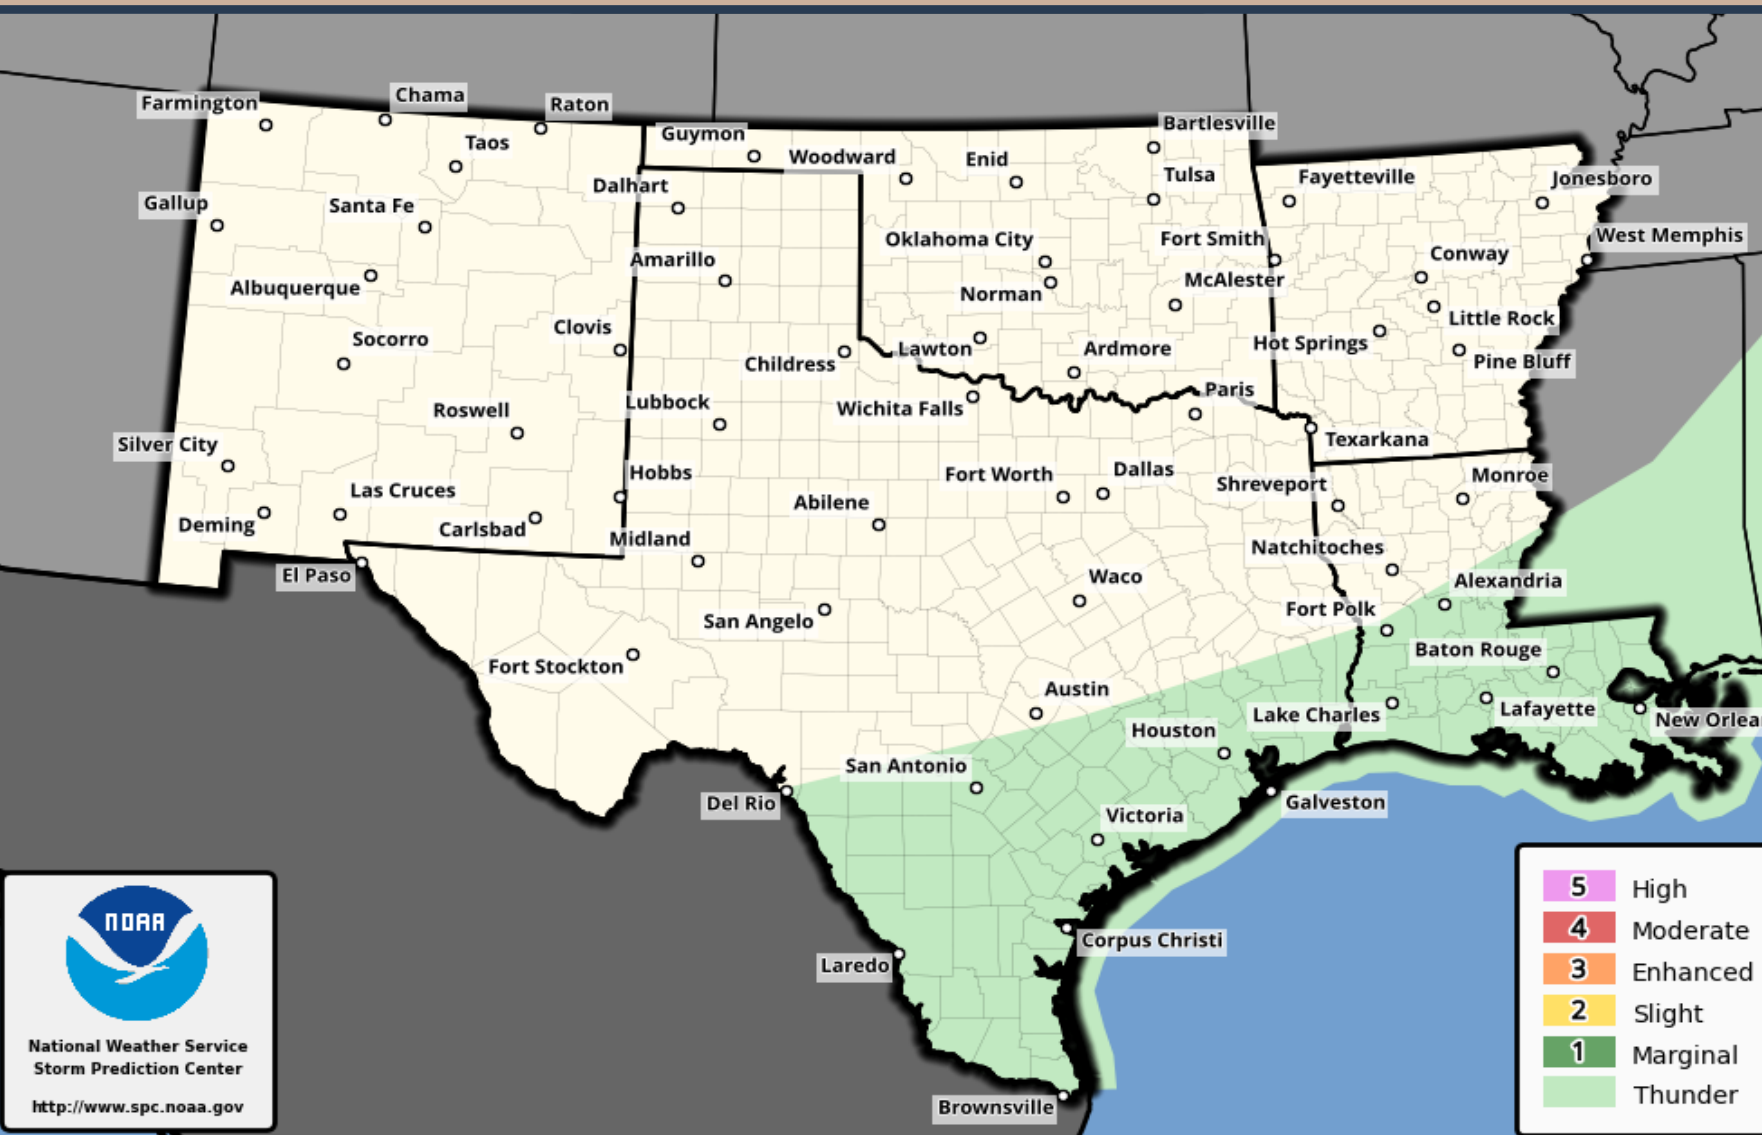 Farmington
Chama
Raton
Taos
Guymon
Woodward
Enid
Bartlesville
Tulsa
Fayetteville
Jonesboro
Gallup
Santa Fe
Dalhart
Oklahoma City
Fort Smith
West Memphis
Conway
Albuquerque
Amarillo
Norman
McAlester
Little Rock
Socorro
Clovis
Childress
Lawton
Ardmore
Hot Springs
Pine Bluff
Roswell
Lubbock
Wichita Falls
Paris
Silver City
Texarkana
Hobbs
Fort Worth
Dallas
Shreveport
Monroe
Las Cruces
Deming
Carlsbad
Abilene
Midland
Natchitoches
El Paso
Waco
Alexandria
San Angelo
Fort Polk
Fort Stockton
Baton Rouge
Austin
Lake Charles
Lafayette
New Orlea
Houston
San Antonio
Del Rio
Galveston
Victoria
Corpus Christi
Laredo
Brownsville
NOAA
National Weather Service
Storm Prediction Center
http://www.spc.noaa.gov
5 High
4 Moderate
3 Enhanced
2 Slight
1 Marginal
Thunder